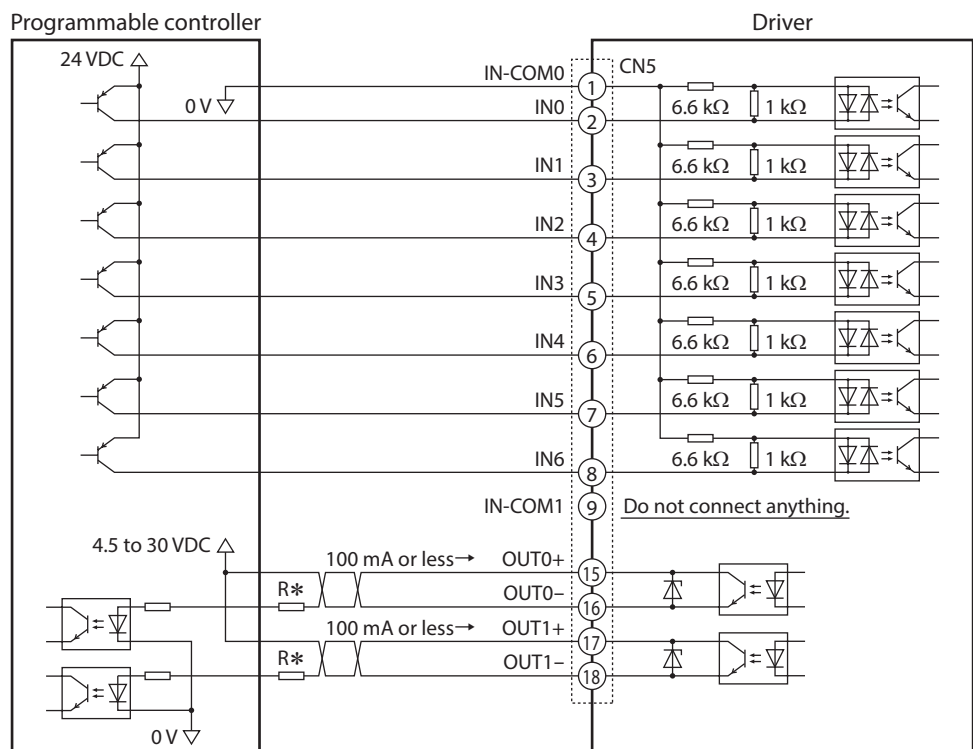 Programmable controller
Driver
24 VDC
0 V
IN-COM0
CN5
1
6.6 kΩ 1 kΩ
IN0
2
IN1
3
6.6 kΩ 1 kΩ
IN2
4
6.6 kΩ 1 kΩ
IN3
5
6.6 kΩ 1 kΩ
IN4
6
6.6 kΩ 1 kΩ
IN5
7
6.6 kΩ 1 kΩ
IN6
8
6.6 kΩ 1 kΩ
IN-COM1
9
Do not connect anything.
4.5 to 30 VDC
100 mA or less→
OUT0+
15
R*
OUT0−
16
100 mA or less→
OUT1+
17
R*
OUT1−
18
0 V